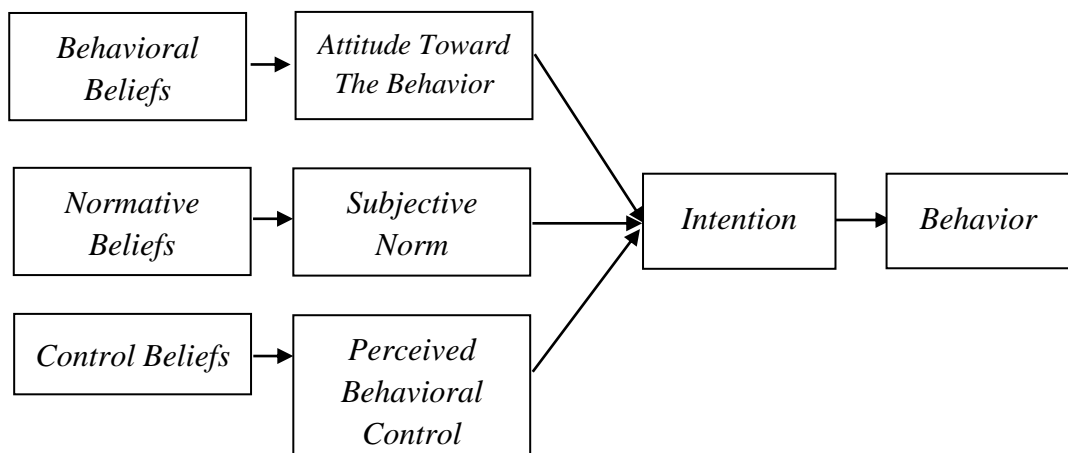 Behavioral
Beliefs
Attitude Toward
The Behavior
Normative
Beliefs
Subjective
Norm
Intention
Behavior
Control Beliefs
Perceived
Behavioral
Control